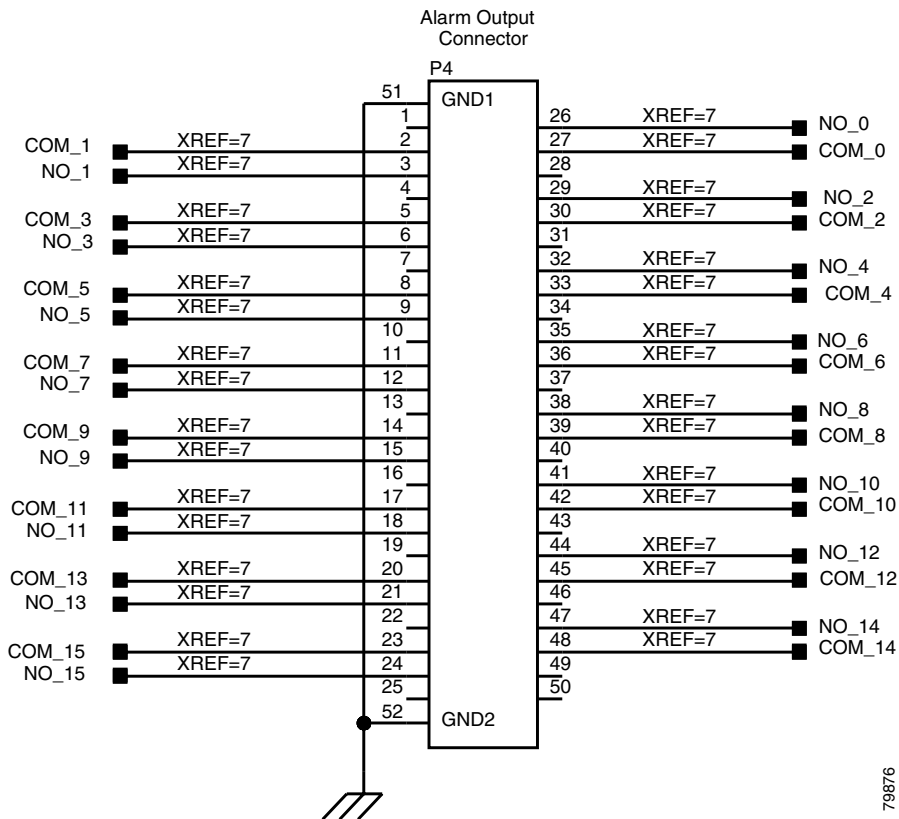 Alarm Output
Connector
P4
51 GND1
1 26 XREF=7 NO_0
COM_1 XREF=7 2 27 XREF=7 COM_0
NO_1 XREF=7 3 28
4 29 XREF=7 NO_2
COM_3 XREF=7 5 30 XREF=7 COM_2
NO_3 XREF=7 6 31
7 32 XREF=7 NO_4
COM_5 XREF=7 8 33 XREF=7 COM_4
NO_5 XREF=7 9 34
10 35 XREF=7 NO_6
COM_7 XREF=7 11 36 XREF=7 COM_6
NO_7 XREF=7 12 37
13 38 XREF=7 NO_8
COM_9 XREF=7 14 39 XREF=7 COM_8
NO_9 XREF=7 15 40
16 41 XREF=7 NO_10
COM_11 XREF=7 17 42 XREF=7 COM_10
NO_11 XREF=7 18 43
19 44 XREF=7 NO_12
COM_13 XREF=7 20 45 XREF=7 COM_12
NO_13 XREF=7 21 46
22 47 XREF=7 NO_14
COM_15 XREF=7 23 48 XREF=7 COM_14
NO_15 XREF=7 24 49
25 50
52 GND2
79876